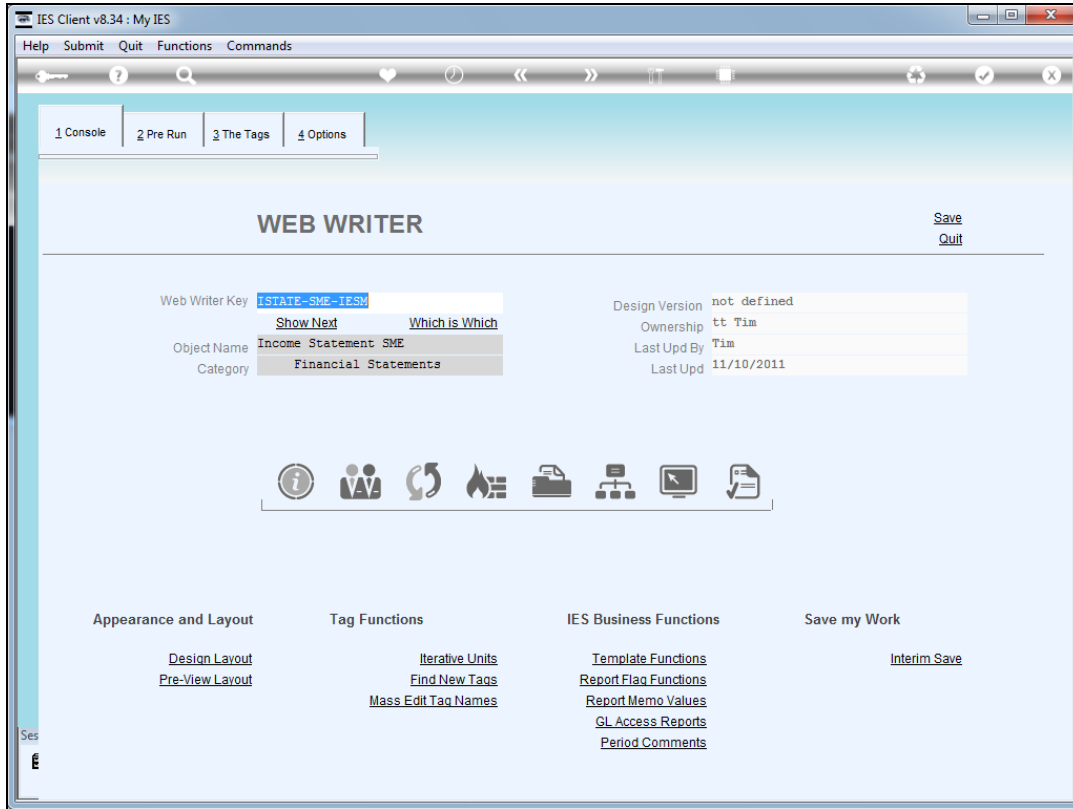 IES Client v8.34 : My IES
Help Submit Quit Functions Commands
1 Console 2 Pre Run 3 The Tags 4 Options
WEB WRITER
Save
Quit
Web Writer Key ISTATE-SME-IESM
Show Next Which is Which
Object Name Income Statement SME
Category Financial Statements
Design Version not defined
Ownership tt Tim
Last Upd By Tim
Last Upd 11/10/2011
Appearance and Layout Tag Functions IES Business Functions Save my Work
Design Layout Iterative Units Template Functions Interim Save
Pre-View Layout Find New Tags Report Flag Functions
Mass Edit Tag Names Report Memo Values
GL Access Reports
Period Comments
Ses